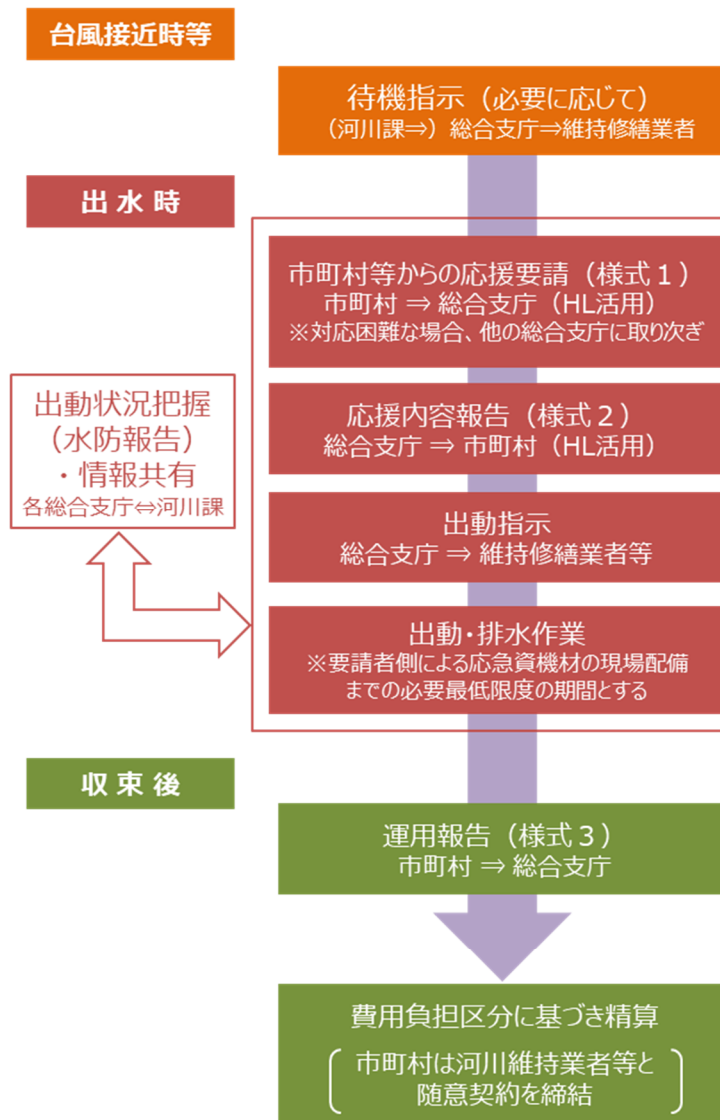 台風接近時等
待機指示（必要に応じて）
（河川課⇒）総合支庁⇒維持修繕業者
出 水 時
市町村等からの応援要請（様式１）
市町村 ⇒ 総合支庁（HL活用）
※対応困難な場合、他の総合支庁に取り次ぎ
応援内容報告（様式２）
総合支庁 ⇒ 市町村（HL活用）
出動状況把握
（水防報告）
・情報共有
各総合支庁⇔河川課
出動指示
総合支庁 ⇒ 維持修繕業者等
出動・排水作業
※要請者側による応急資機材の現場配備
までの必要最低限度の期間とする
収 束 後
運用報告（様式３）
市町村 ⇒ 総合支庁
費用負担区分に基づき精算
市町村は河川維持業者等と
随意契約を締結